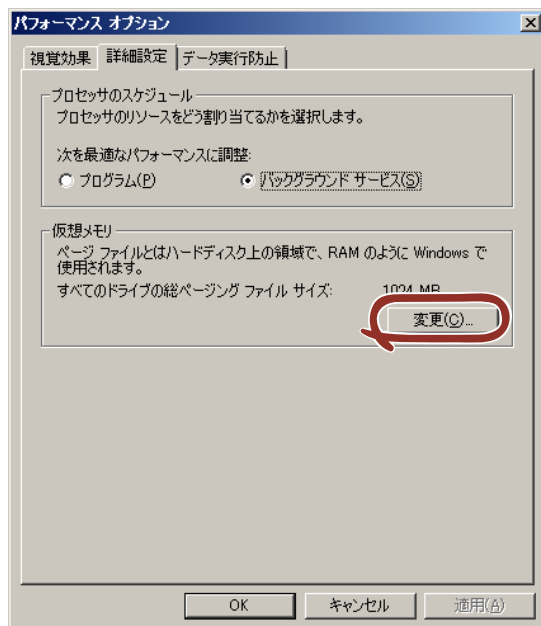 パフォーマンス オプション
視覚効果 詳細設定 データ実行防止
プロセッサのスケジュール
プロセッサのリソースをどう割り当てるかを選択します。
次を最適なパフォーマンスに調整:
プログラム(P) バックグラウンド サービス(S)
仮想メモリ
ページ ファイルとはハードディスク上の領域で、RAM のように Windows で
使用されます。
すべてのドライブの総ページング ファイル サイズ: 1024 MB
変更(C)...
OK キャンセル 適用(A)